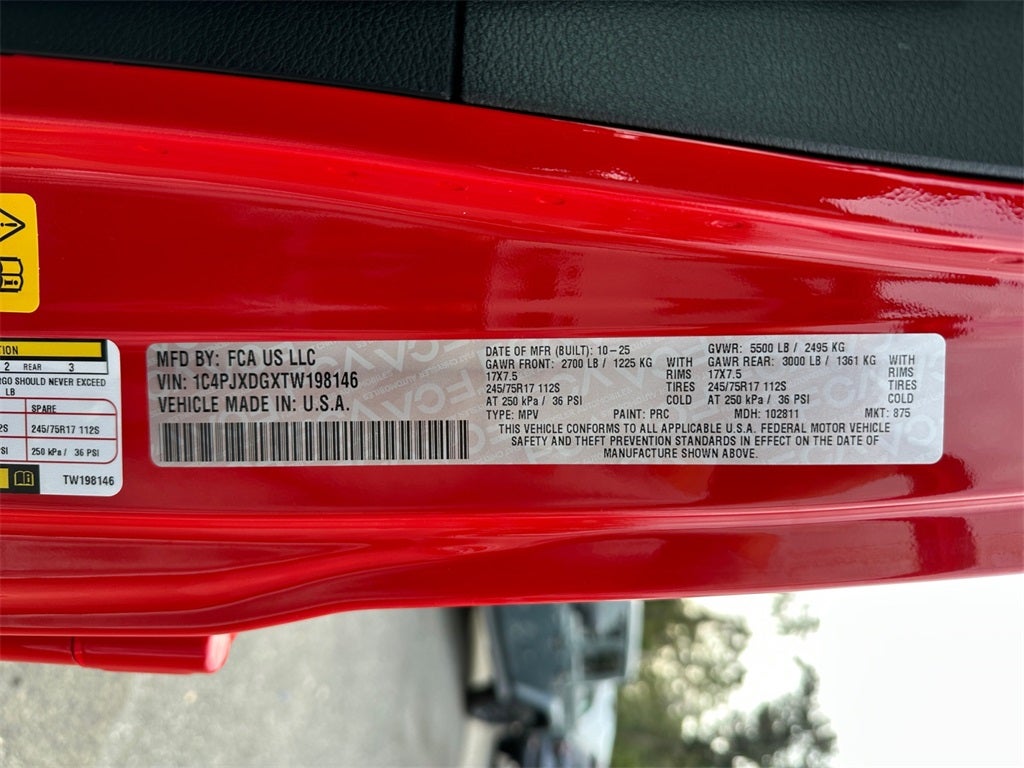 TION
2 REAR 3
RGO SHOULD NEVER EXCEED
LB
SPARE
2S 245/75R17 112S
SI 250 kPa / 36 PSI
TW198146
MFD BY: FCA US LLC
VIN: 1C4PJXDGXTW198146
VEHICLE MADE IN: U.S.A.
DATE OF MFR (BUILT): 10-25
GAWR FRONT: 2700 LB / 1225 KG WITH
17X7.5 RIMS
245/75R17 112S TIRES
AT 250 kPa / 36 PSI COLD
GVWR: 5500 LB / 2495 KG
GAWR REAR: 3000 LB / 1361 KG WITH
17X7.5 RIMS
245/75R17 112S TIRES
AT 250 kPa / 36 PSI COLD
TYPE: MPV PAINT: PRC MDH: 102811 MKT: 875
THIS VEHICLE CONFORMS TO ALL APPLICABLE U.S.A. FEDERAL MOTOR VEHICLE
SAFETY AND THEFT PREVENTION STANDARDS IN EFFECT ON THE DATE OF
MANUFACTURE SHOWN ABOVE.